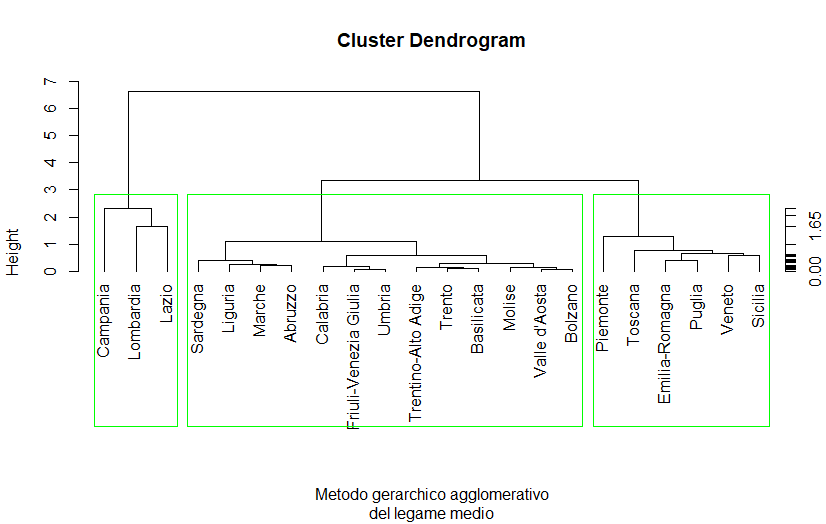 Cluster Dendrogram
Height
7
6
5
4
3
2
1
0
1.65
0.00
Campania
Lombardia
Lazio
Sardegna
Liguria
Marche
Abruzzo
Calabria
Friuli-Venezia Giulia
Umbria
Trentino-Alto Adige
Trento
Basilicata
Molise
Valle d'Aosta
Bolzano
Piemonte
Toscana
Emilia-Romagna
Puglia
Veneto
Sicilia
Metodo gerarchico agglomerativo
del legame medio